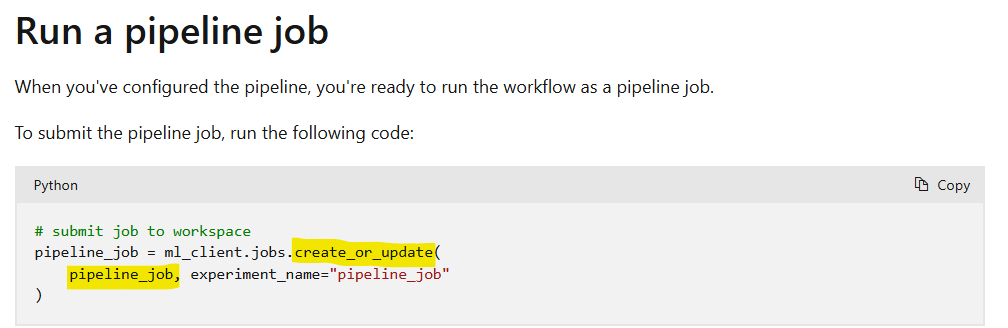 Run a pipeline job
When you've configured the pipeline, you're ready to run the workflow as a pipeline job.
To submit the pipeline job, run the following code:
Python Copy
# submit job to workspace
pipeline_job = ml_client.jobs.create_or_update(
    pipeline_job, experiment_name="pipeline_job"
)